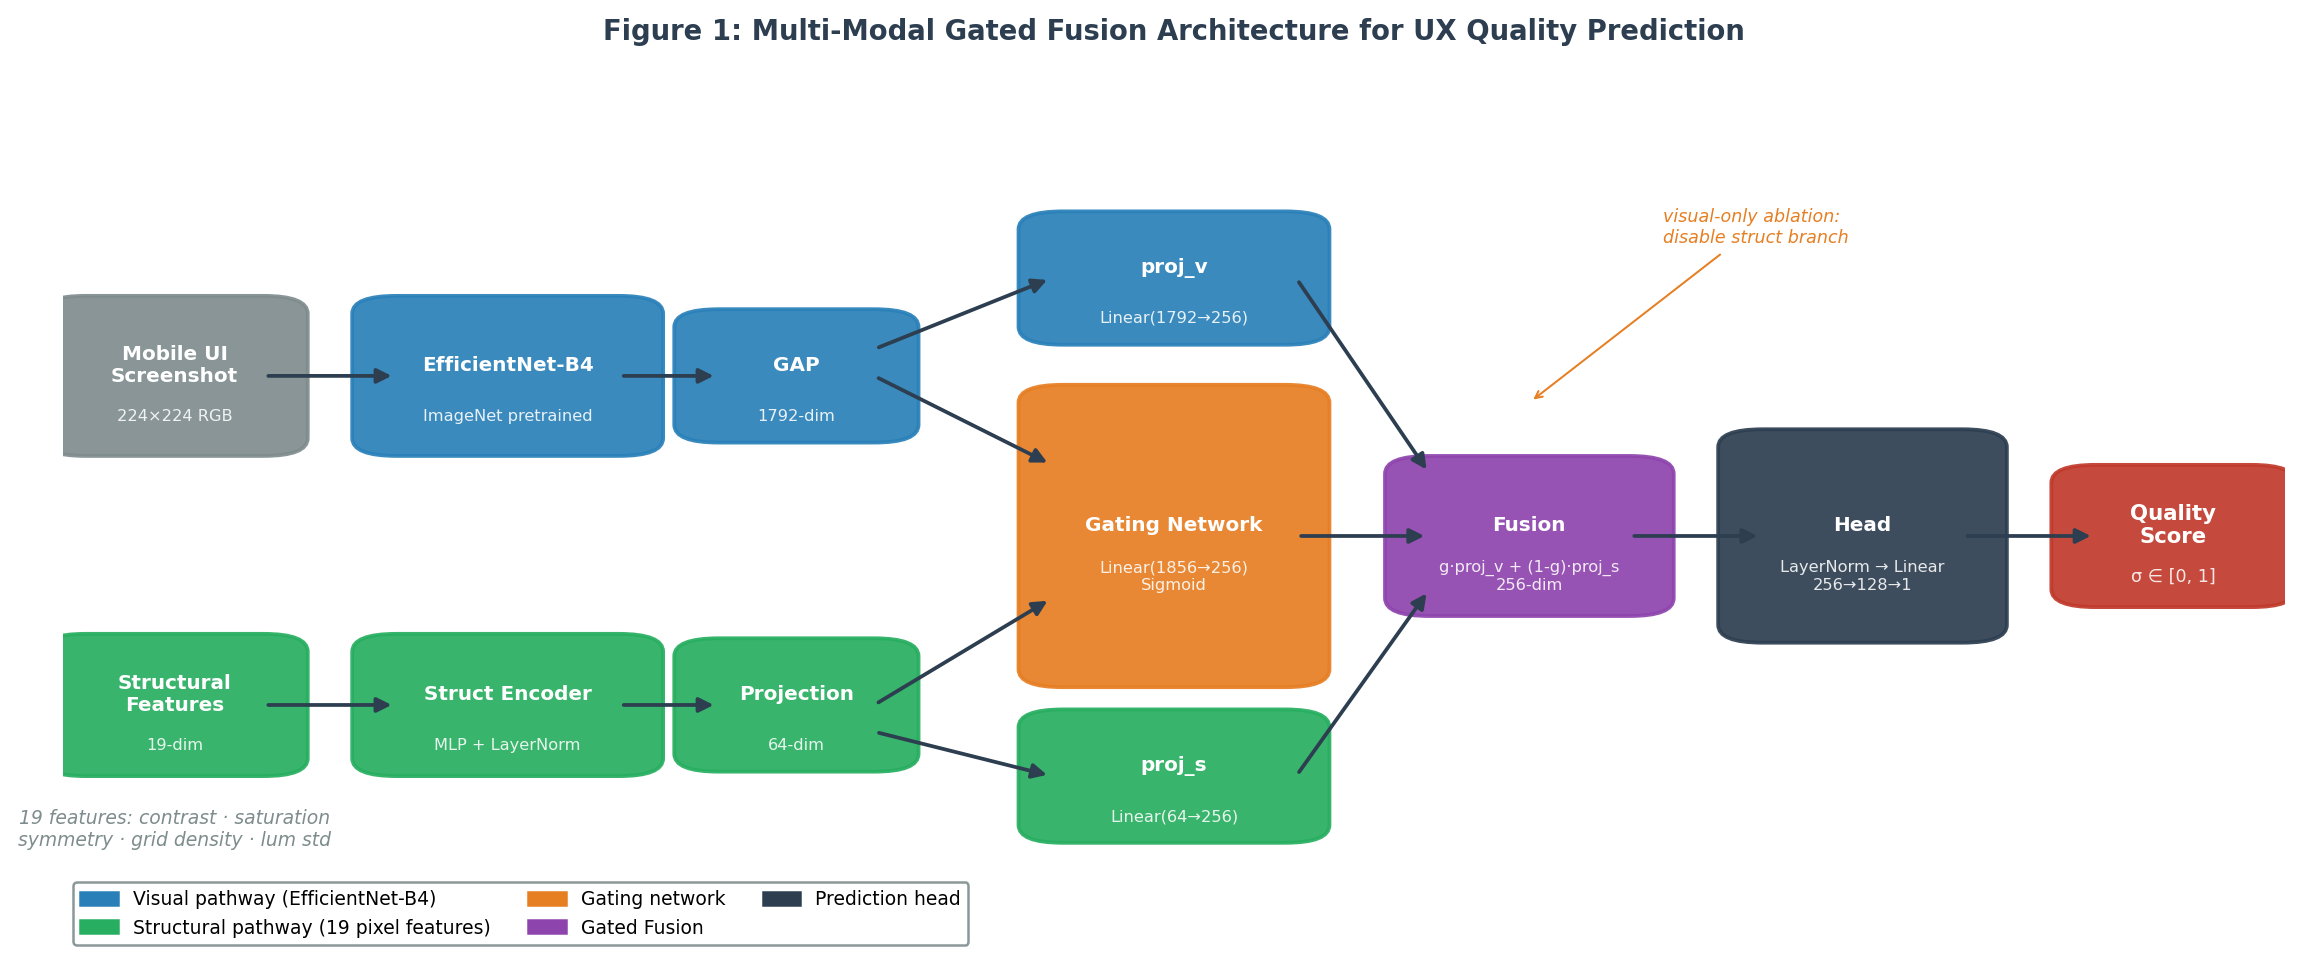 Figure 1: Multi-Modal Gated Fusion Architecture for UX Quality Prediction
visual-only ablation:
disable struct branch
Mobile UI
Screenshot
224×224 RGB
EfficientNet-B4
ImageNet pretrained
GAP
1792-dim
proj_v
Linear(1792→256)
Gating Network
Linear(1856→256)
Sigmoid
Fusion
g·proj_v + (1-g)·proj_s
256-dim
Head
LayerNorm → Linear
256→128→1
Quality
Score
σ ∈ [0, 1]
Structural
Features
19-dim
Struct Encoder
MLP + LayerNorm
Projection
64-dim
proj_s
Linear(64→256)
19 features: contrast · saturation
symmetry · grid density · lum std
Visual pathway (EfficientNet-B4)
Structural pathway (19 pixel features)
Gating network
Gated Fusion
Prediction head